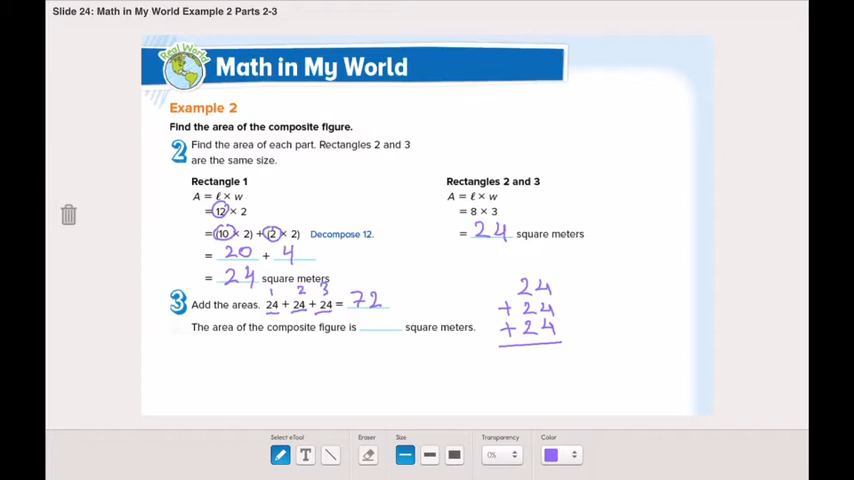 Slide 24: Math in My World Example 2 Parts 2-3
Real World
Math in My World
Example 2
Find the area of the composite figure.
2 Find the area of each part. Rectangles 2 and 3
are the same size.
Rectangle 1
A = ℓ × w
= 12 × 2
= (10 × 2) + (2 × 2) Decompose 12.
= 20 + 4
= 24 square meters
Rectangles 2 and 3
A = ℓ × w
= 8 × 3
= 24 square meters
1 2 3
3 Add the areas. 24 + 24 + 24 = 72
The area of the composite figure is ______ square meters.
24
+ 24
+ 24
Select eTool
Eraser
Size
Transparency
Color
T
0%